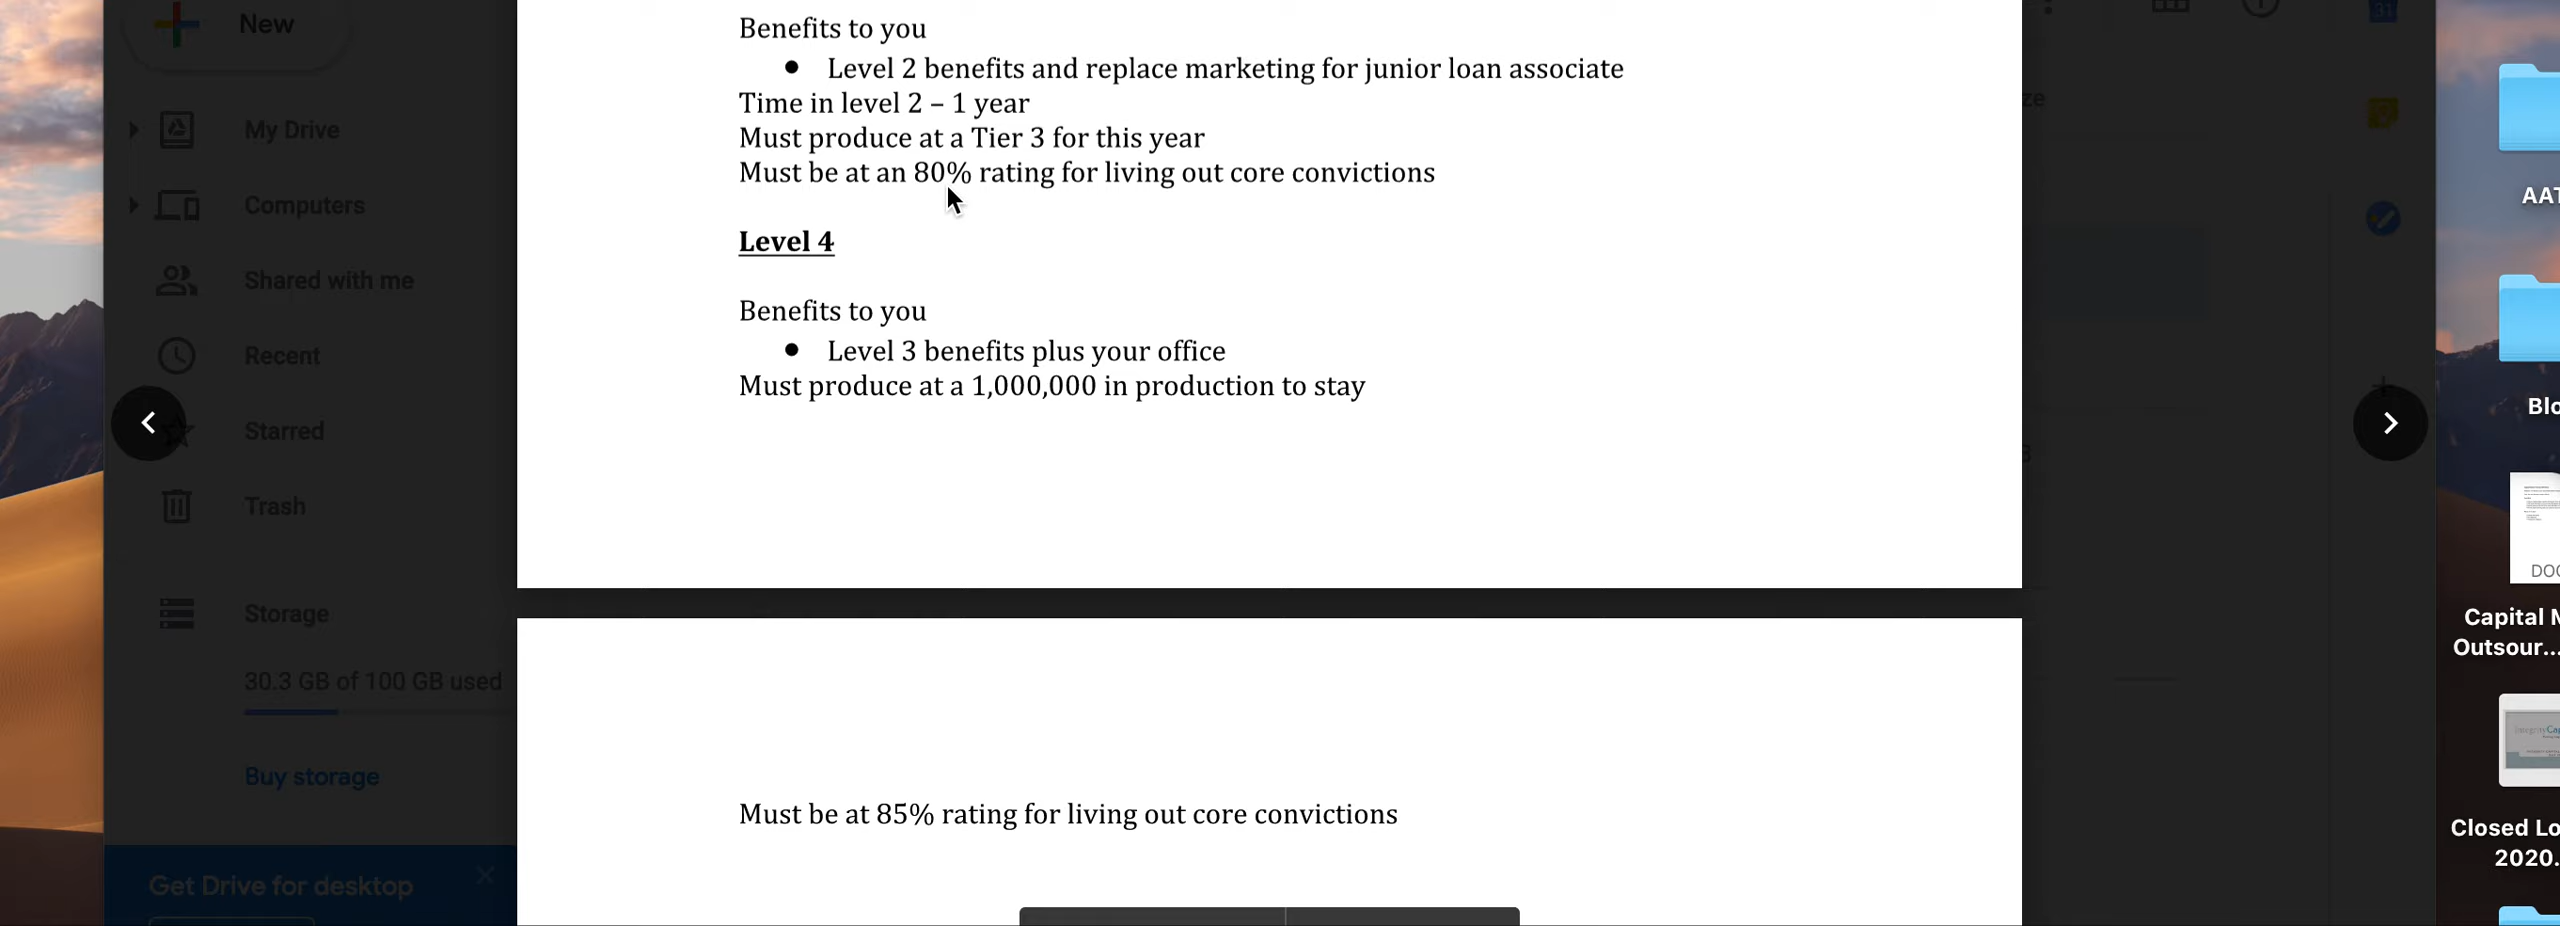 New
My Drive
Computers
Shared with me
Recent
Starred
Trash
Storage
30.3 GB of 100 GB used
Buy storage
Get Drive for desktop
Benefits to you
● Level 2 benefits and replace marketing for junior loan associate
Time in level 2 – 1 year
Must produce at a Tier 3 for this year
Must be at an 80% rating for living out core convictions
Level 4
Benefits to you
● Level 3 benefits plus your office
Must produce at a 1,000,000 in production to stay
Must be at 85% rating for living out core convictions
31
ze
AAT
Blo
DOC
Capital M
Outsour...
Closed Lo
2020.